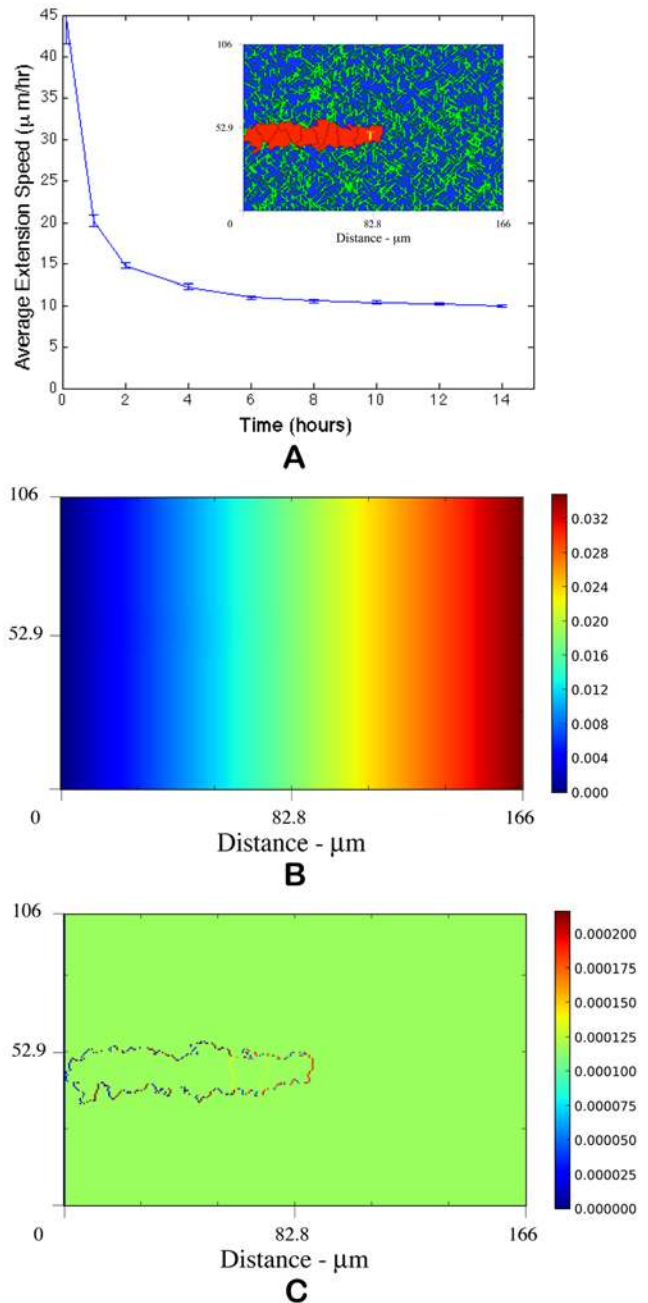 45
40
35
30
25
20
15
10
5
0
Average Extension Speed (μ m/hr)
0 2 4 6 8 10 12 14
Time (hours)
106
52.9
0 82.8 166
Distance - μm
A
106
52.9
0 82.8 166
Distance - μm
0.032
0.028
0.024
0.020
0.016
0.012
0.008
0.004
0.000
B
106
52.9
0 82.8 166
Distance - μm
0.000200
0.000175
0.000150
0.000125
0.000100
0.000075
0.000050
0.000025
0.000000
C